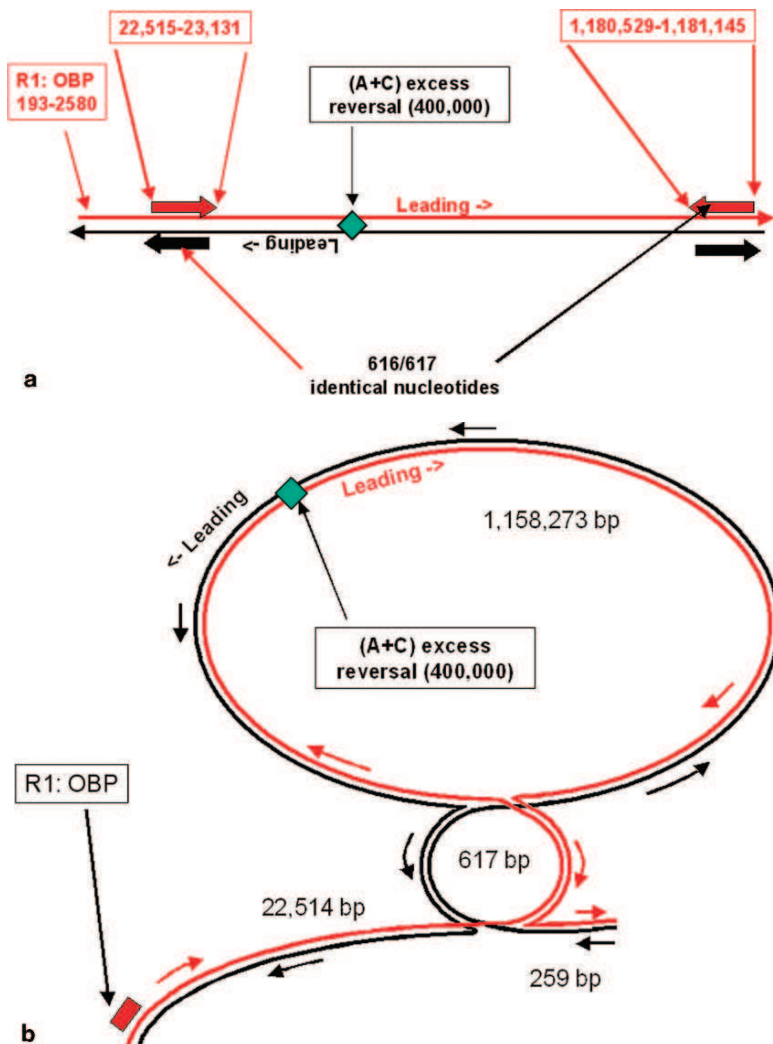 22,515-23,131
1,180,529-1,181,145
R1: OBP
193-2580
(A+C) excess
reversal (400,000)
Leading ->
Leading ->
616/617
identical nucleotides
a
Leading ->
<- Leading
1,158,273 bp
(A+C) excess
reversal (400,000)
R1: OBP
617 bp
22,514 bp
259 bp
b